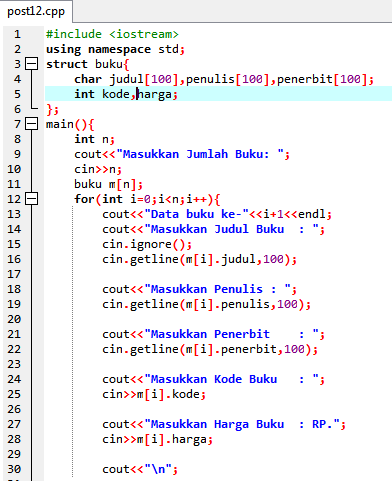 post12.cpp
1 #include <iostream>
2 using namespace std;
3 struct buku{
4 char judul[100],penulis[100],penerbit[100];
5 int kode,harga;
6 };
7 main(){
8 int n;
9 cout<<"Masukkan Jumlah Buku: ";
10 cin>>n;
11 buku m[n];
12 for(int i=0;i<n;i++){
13 cout<<"Data buku ke-"<<i+1<<endl;
14 cout<<"Masukkan Judul Buku  : ";
15 cin.ignore();
16 cin.getline(m[i].judul,100);
17
18 cout<<"Masukkan Penulis : ";
19 cin.getline(m[i].penulis,100);
20
21 cout<<"Masukkan Penerbit    : ";
22 cin.getline(m[i].penerbit,100);
23
24 cout<<"Masukkan Kode Buku   : ";
25 cin>>m[i].kode;
26
27 cout<<"Masukkan Harga Buku  : RP.";
28 cin>>m[i].harga;
29
30 cout<<"\n";